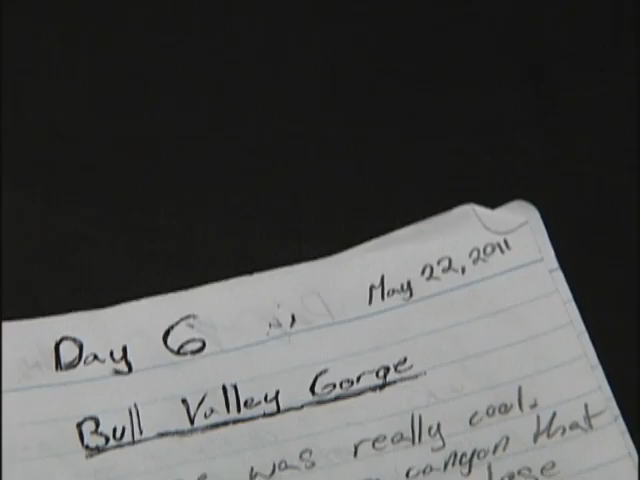 May 22, 2011
Day 6
Bull Valley Gorge
was really cool.
canyon that